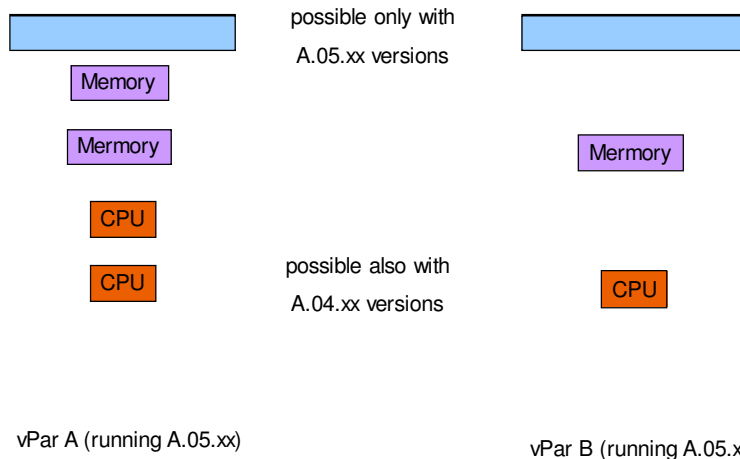 possible only with
A.05.xx versions
Memory
Mermory
Mermory
CPU
possible also with
A.04.xx versions
CPU
CPU
vPar A (running A.05.xx)
vPar B (running A.05.x